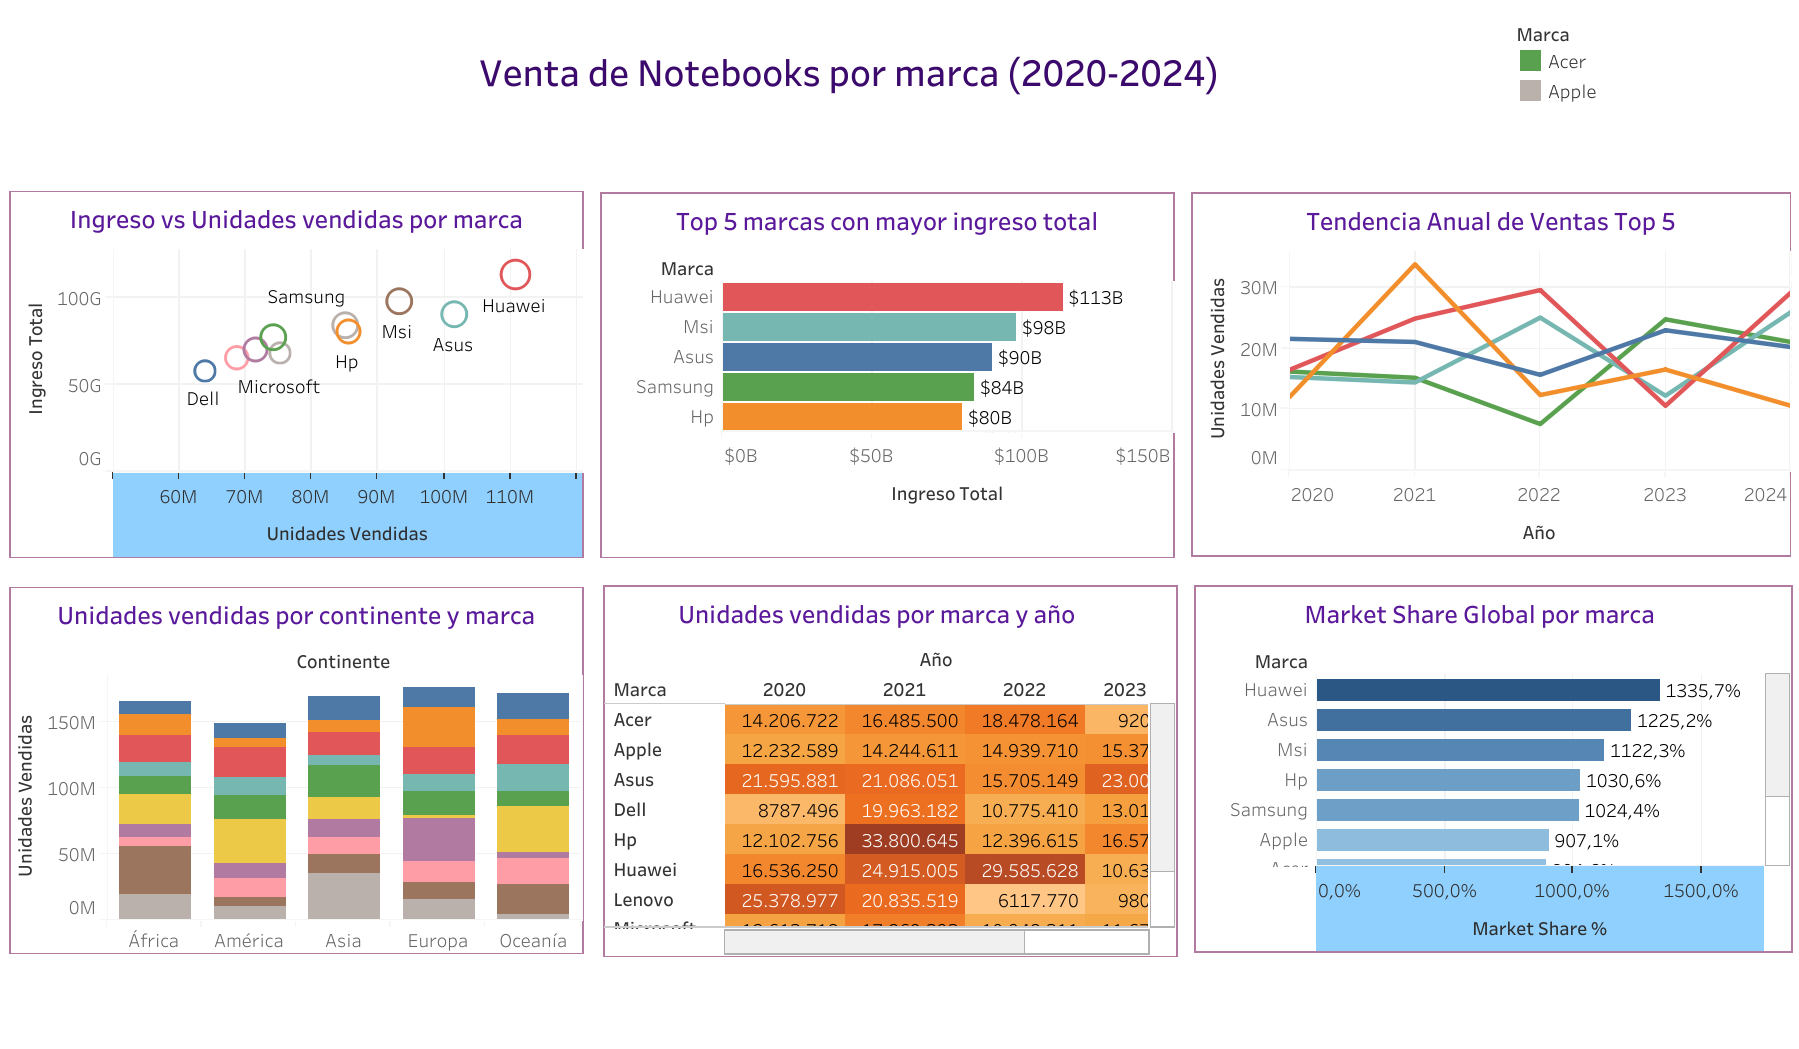 Venta de Notebooks por marca (2020-2024)
Marca
Acer
Apple
Ingreso vs Unidades vendidas por marca
Ingreso Total
100G
50G
0G
Samsung
Huawei
Msi
Asus
Hp
Microsoft
Dell
60M 70M 80M 90M 100M 110M
Unidades Vendidas
Top 5 marcas con mayor ingreso total
Marca
Huawei $113B
Msi $98B
Asus $90B
Samsung $84B
Hp $80B
$0B $50B $100B $150B
Ingreso Total
Tendencia Anual de Ventas Top 5
Unidades Vendidas
30M
20M
10M
0M
2020 2021 2022 2023 2024
Año
Unidades vendidas por continente y marca
Continente
Unidades Vendidas
150M
100M
50M
0M
África América Asia Europa Oceanía
Unidades vendidas por marca y año
Año
Marca 2020 2021 2022 2023
Acer 14.206.722 16.485.500 18.478.164 920
Apple 12.232.589 14.244.611 14.939.710 15.37
Asus 21.595.881 21.086.051 15.705.149 23.00
Dell 8787.496 19.963.182 10.775.410 13.01
Hp 12.102.756 33.800.645 12.396.615 16.57
Huawei 16.536.250 24.915.005 29.585.628 10.63
Lenovo 25.378.977 20.835.519 6117.770 980
Microsoft
Market Share Global por marca
Marca
Huawei 1335,7%
Asus 1225,2%
Msi 1122,3%
Hp 1030,6%
Samsung 1024,4%
Apple 907,1%
Acer
0,0% 500,0% 1000,0% 1500,0%
Market Share %